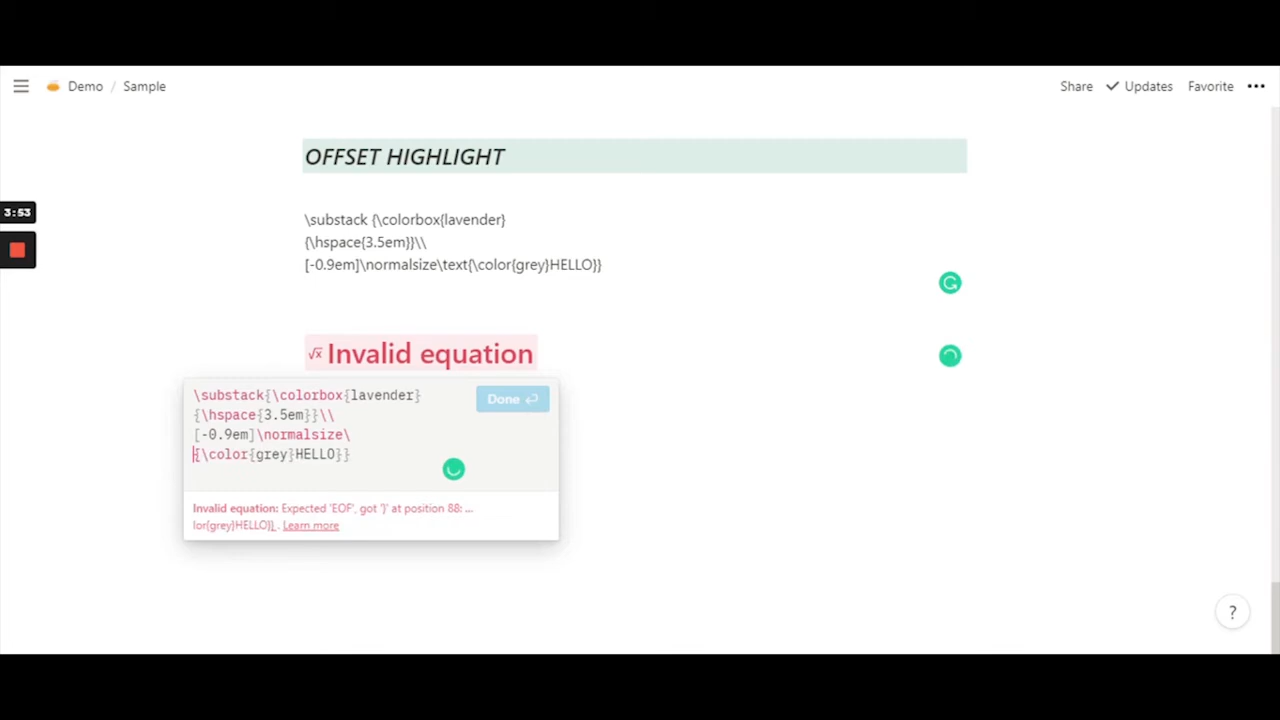 Demo / Sample
Share ✓ Updates Favorite •••
OFFSET HIGHLIGHT
3:53
\substack {\colorbox{lavender}
{\hspace{3.5em}}\\
[-0.9em]\normalsize\text{\color{grey}HELLO}}
√x Invalid equation
\substack{\colorbox{lavender}
{\hspace{3.5em}}\\
[-0.9em]\normalsize\
{\color{grey}HELLO}}
Done
Invalid equation: Expected 'EOF', got '}' at position 88: ...
lor{grey}HELLO}}̲. Learn more
?